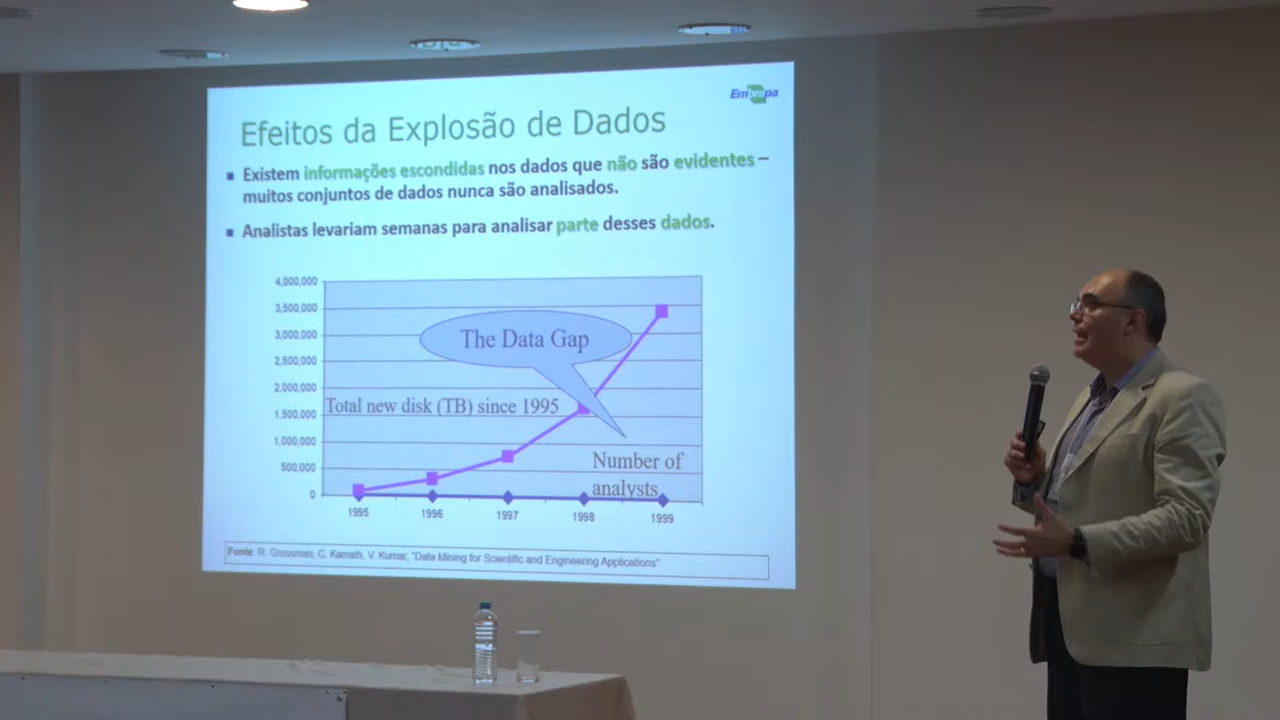 Embrapa
Efeitos da Explosão de Dados
▪ Existem informações escondidas nos dados que não são evidentes –
muitos conjuntos de dados nunca são analisados.
▪ Analistas levariam semanas para analisar parte desses dados.
4,000,000
3,500,000
3,000,000
2,500,000
2,000,000
1,500,000
1,000,000
500,000
0
The Data Gap
Total new disk (TB) since 1995
Number of
analysts
1995 1996 1997 1998 1999
Fonte: R. Grossman, C. Kamath, V. Kumar, "Data Mining for Scientific and Engineering Applications"